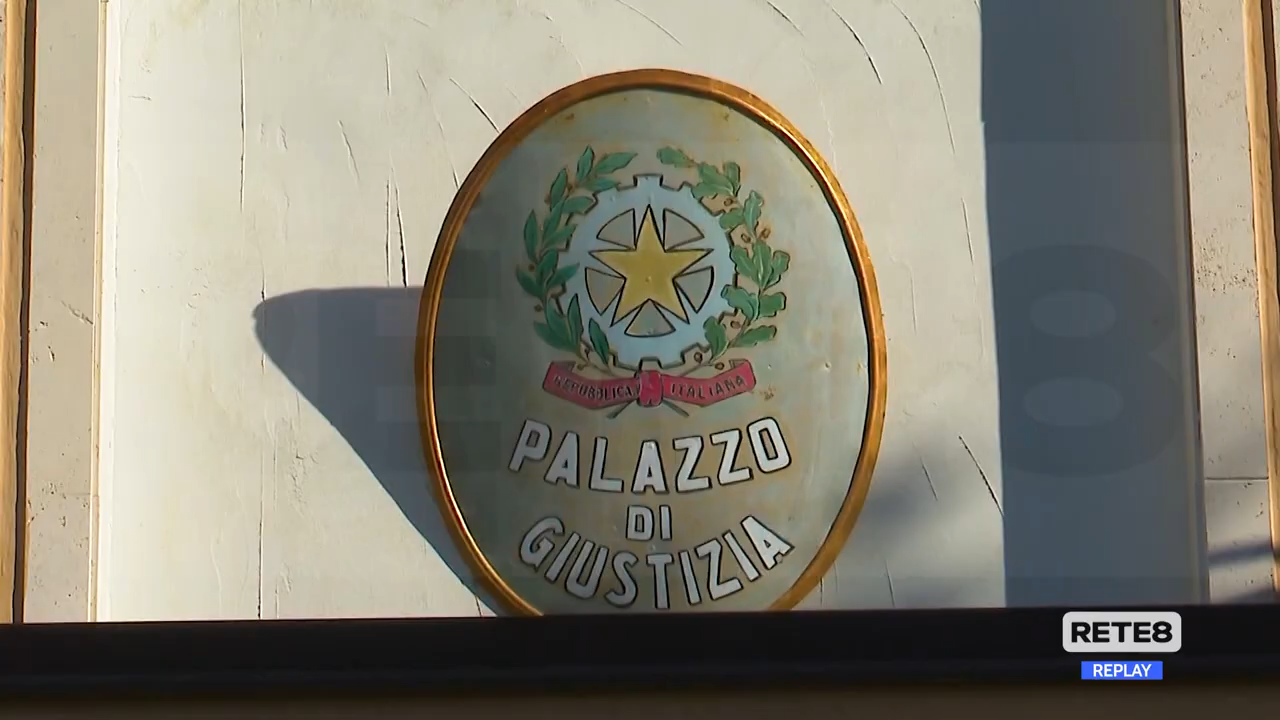 REPUBBLICA ITALIANA
PALAZZO
DI
GIUSTIZIA
RETE8
REPLAY